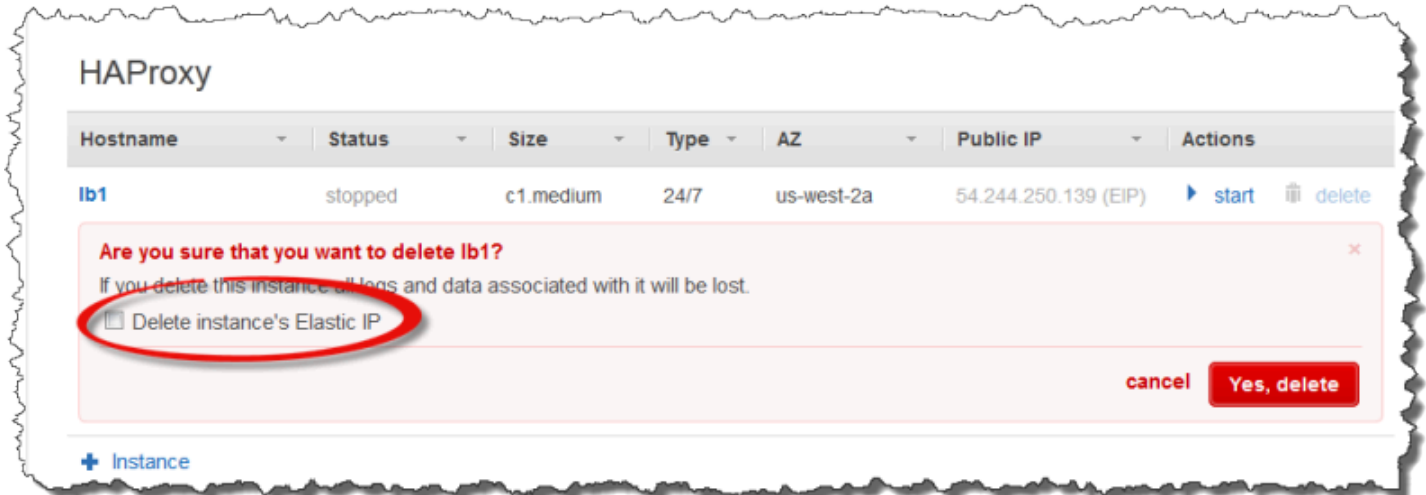 HAProxy
Hostname Status Size Type AZ Public IP Actions
lb1 stopped c1.medium 24/7 us-west-2a 54.244.250.139 (EIP) start delete
Are you sure that you want to delete lb1?
If you delete this instance all logs and data associated with it will be lost.
Delete instance's Elastic IP
cancel Yes, delete
Instance